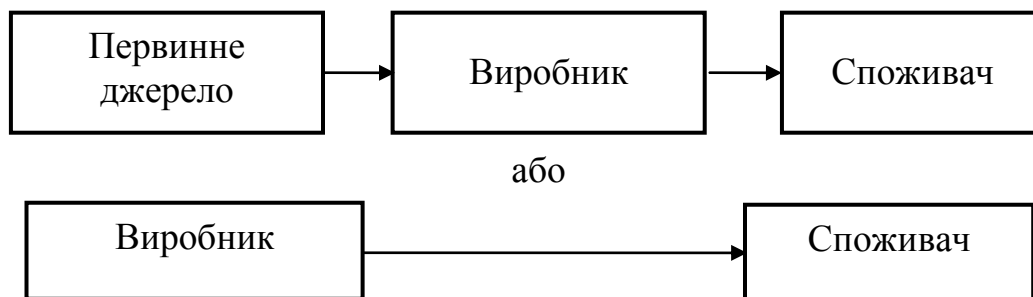 Первинне
джерело
Виробник
Споживач
або
Виробник
Споживач